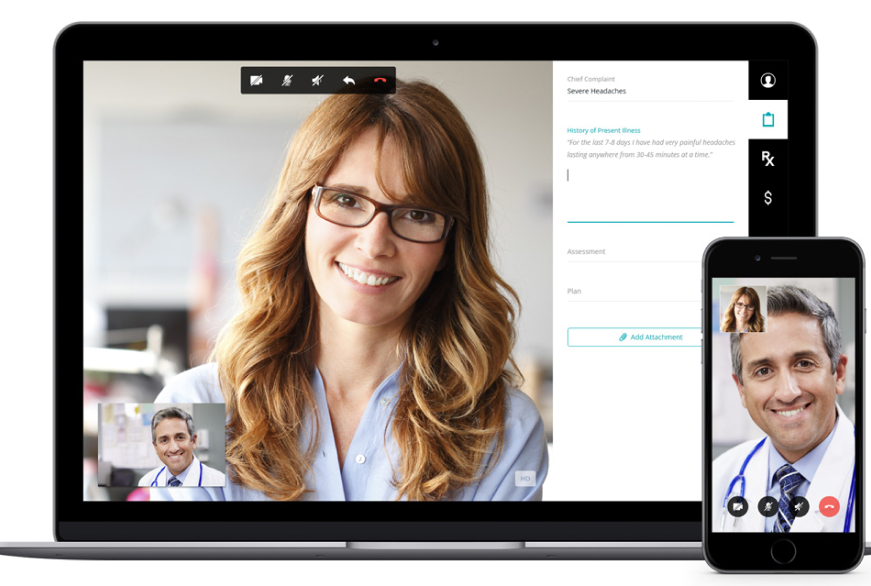 Chief Complaint
Severe Headaches
History of Present Illness
"For the last 7-8 days I have had very painful headaches
lasting anywhere from 30-45 minutes at a time."
Rx
$
Assessment
Plan
Add Attachment
HD